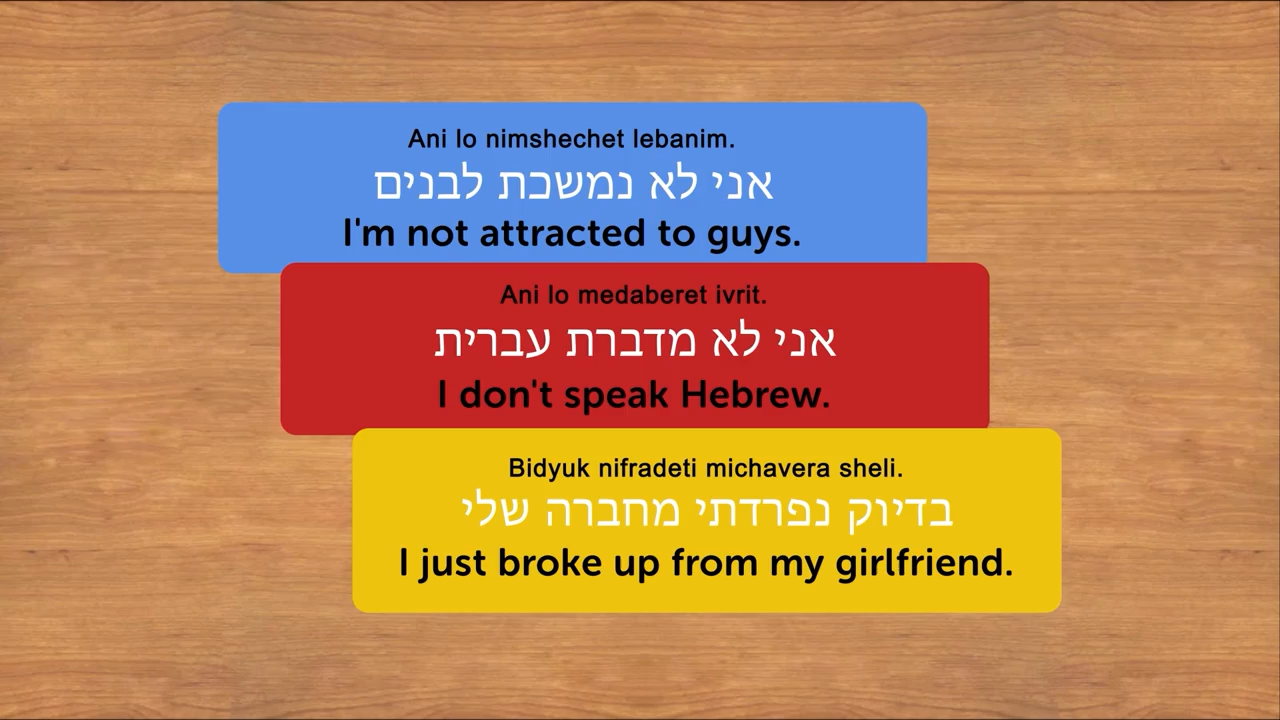 Ani lo nimshechet lebanim.
אני לא נמשכת לבנים
I'm not attracted to guys.
Ani lo medaberet ivrit.
אני לא מדברת עברית
I don't speak Hebrew.
Bidyuk nifradeti michavera sheli.
בדיוק נפרדתי מחברה שלי
I just broke up from my girlfriend.